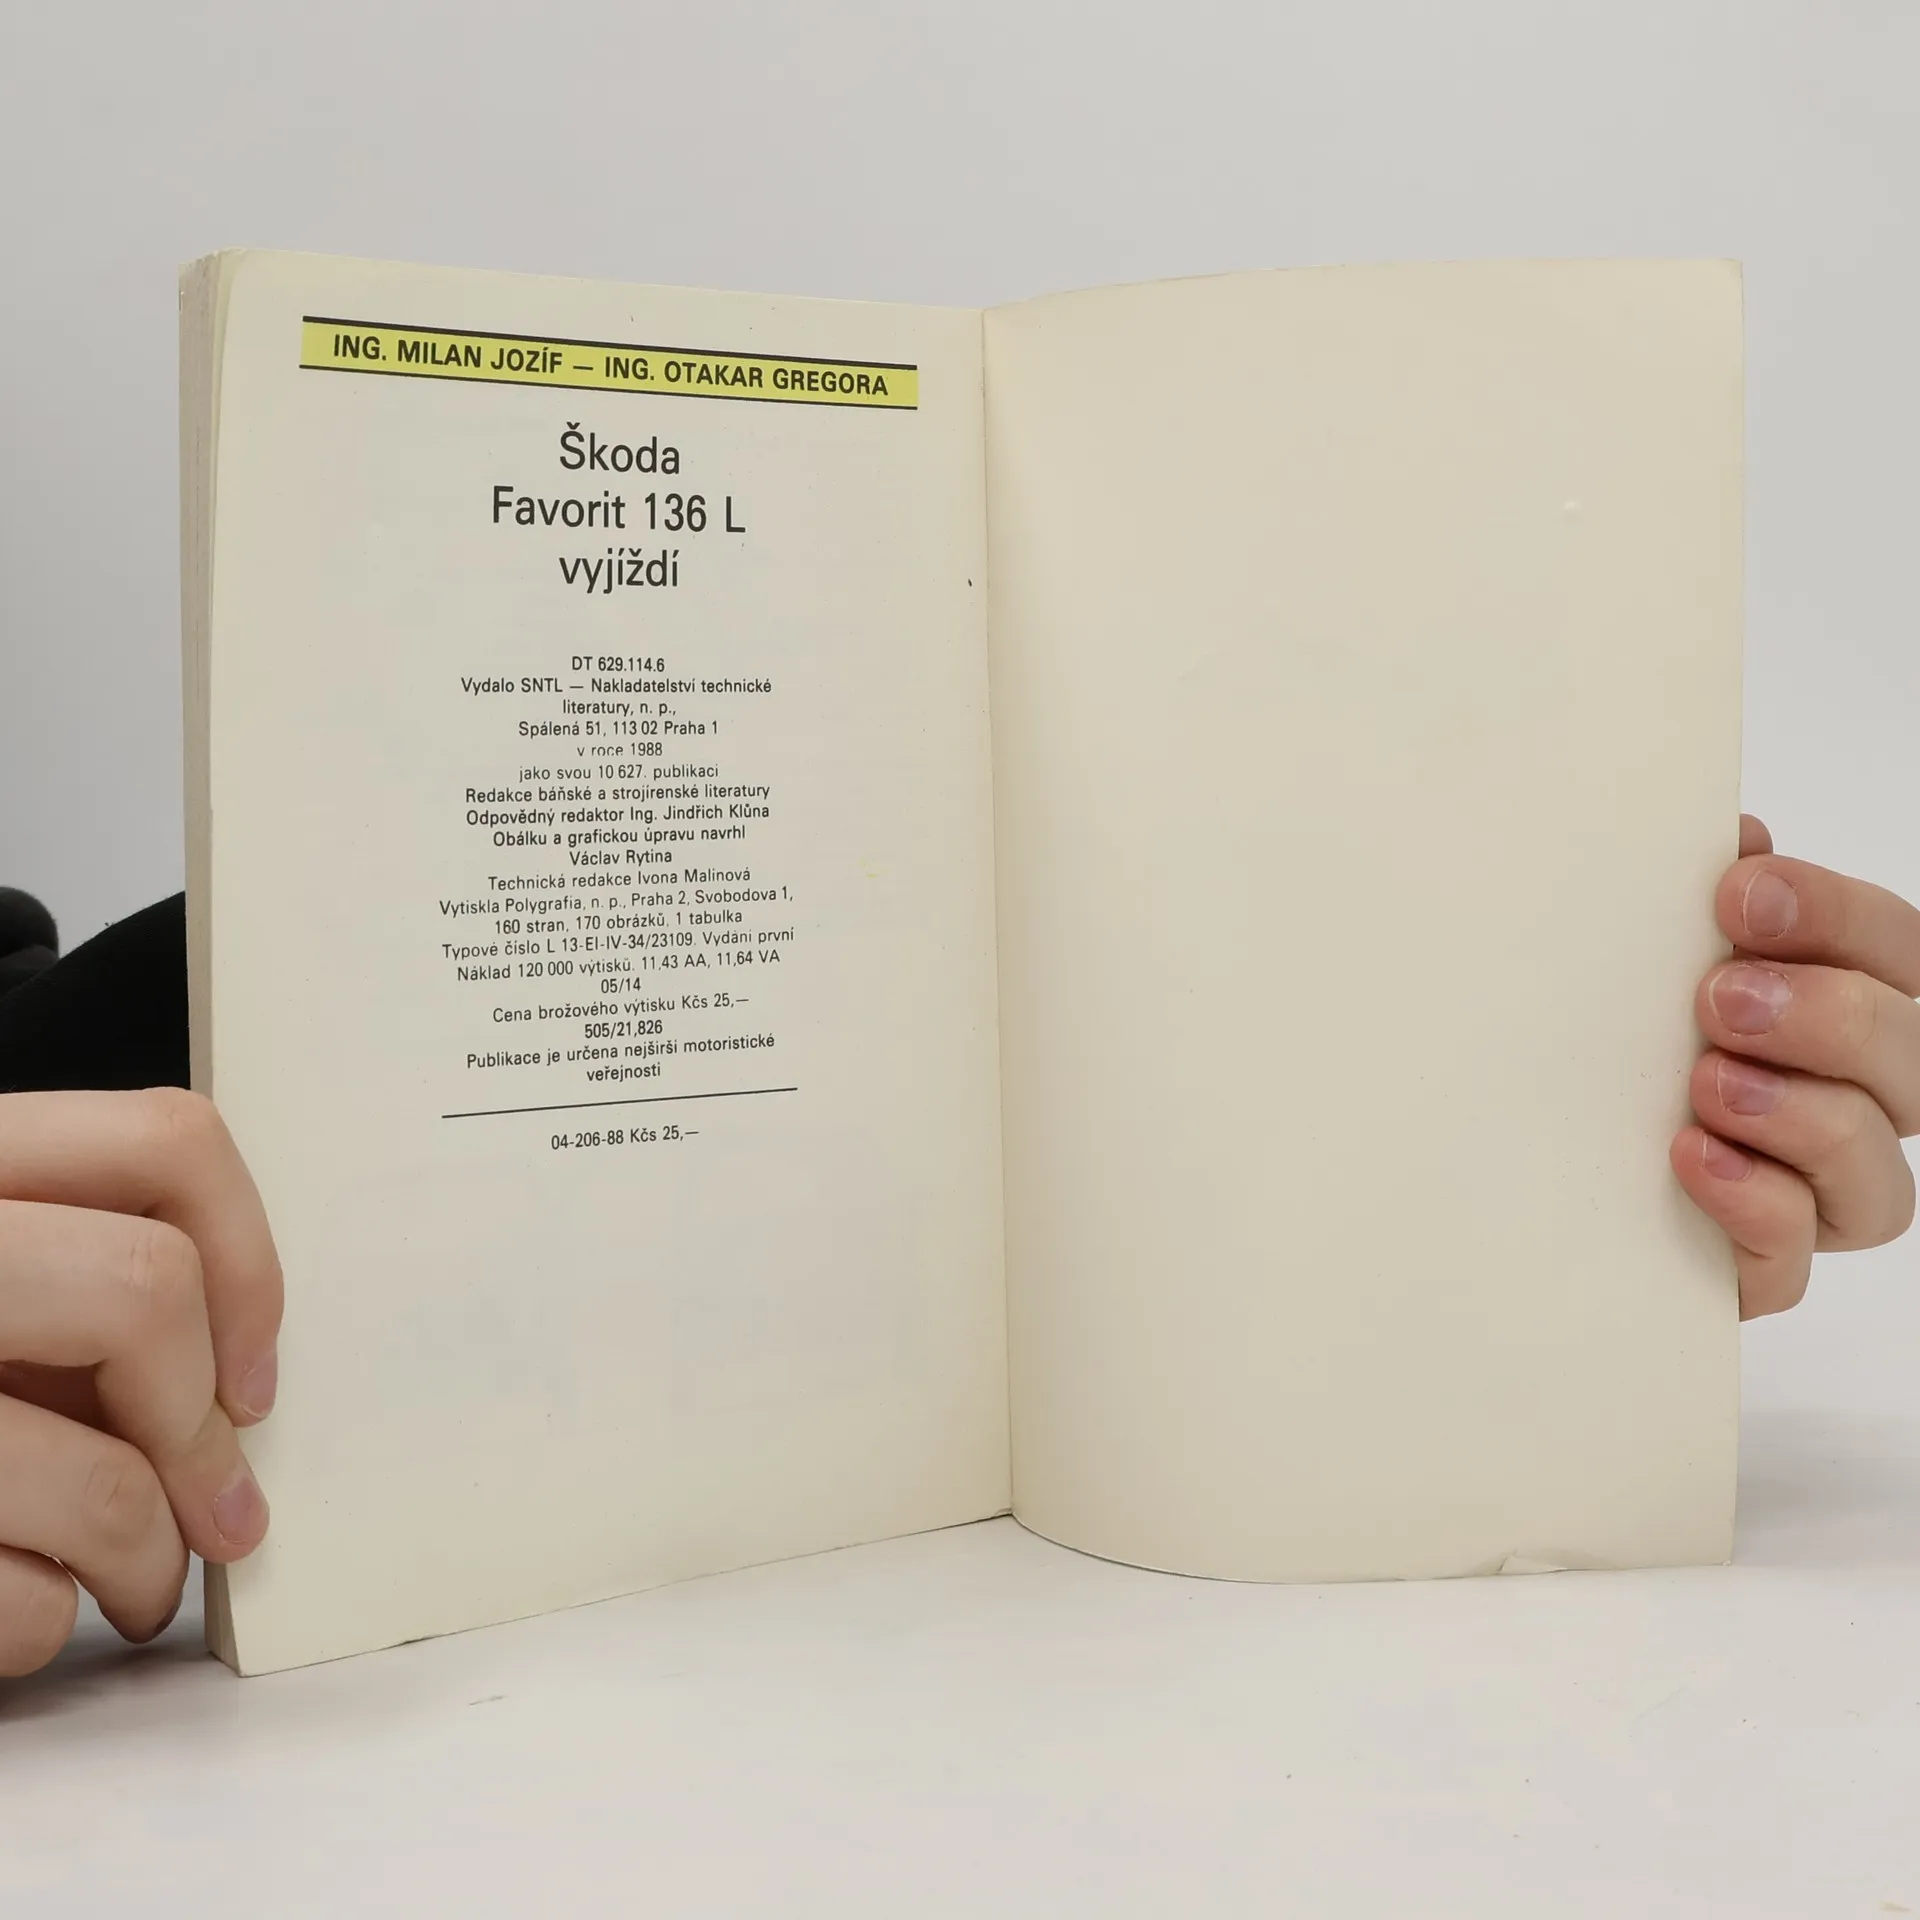 ING. MILAN JOZÍF — ING. OTAKAR GREGORA
Škoda
Favorit 136 L
vyjíždí
DT 629.114.6
Vydalo SNTL — Nakladatelství technické
literatury, n. p.,
Spálená 51, 113 02 Praha 1
v roce 1988
jako svou 10 627. publikaci
Redakce báňské a strojírenské literatury
Odpovědný redaktor Ing. Jindřich Klůna
Obálku a grafickou úpravu navrhl
Václav Rytina
Technická redakce Ivona Malinová
Vytiskla Polygrafia, n. p., Praha 2, Svobodova 1,
160 stran, 170 obrázků, 1 tabulka
Typové číslo L 13-EI-IV-34/23109. Vydání první
Náklad 120 000 výtisků. 11,43 AA, 11,64 VA
05/14
Cena brožového výtisku Kčs 25,—
505/21,826
Publikace je určena nejširší motoristické
veřejnosti
04-206-88 Kčs 25,—